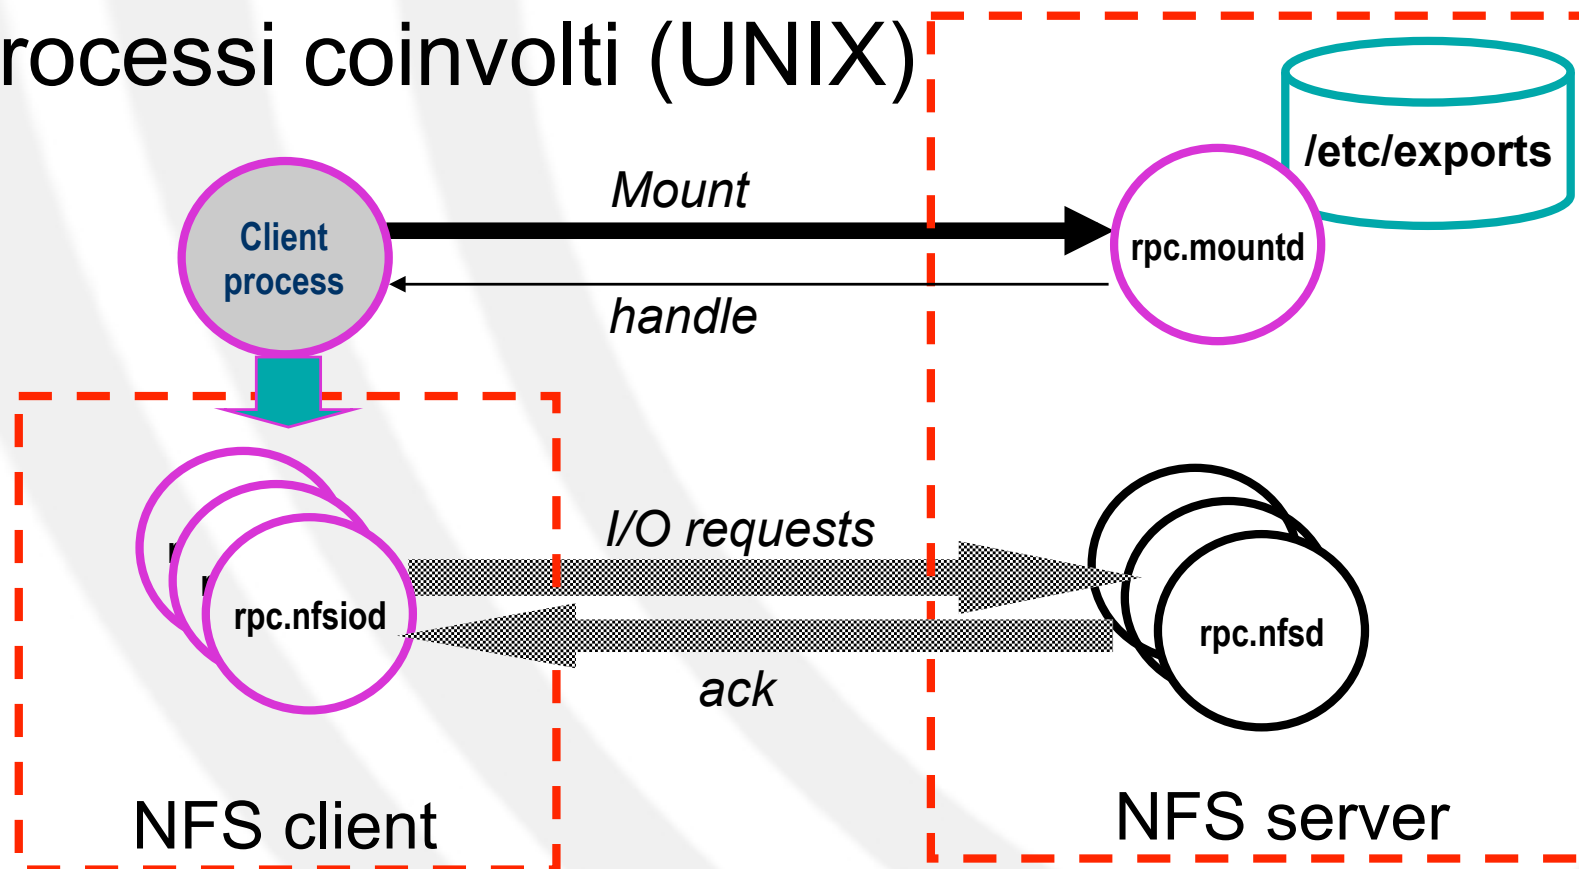 rocessi coinvolti (UNIX)
/etc/exports
Mount
Client
process
rpc.mountd
handle
I/O requests
r
r
rpc.nfsiod
rpc.nfsd
ack
NFS client
NFS server